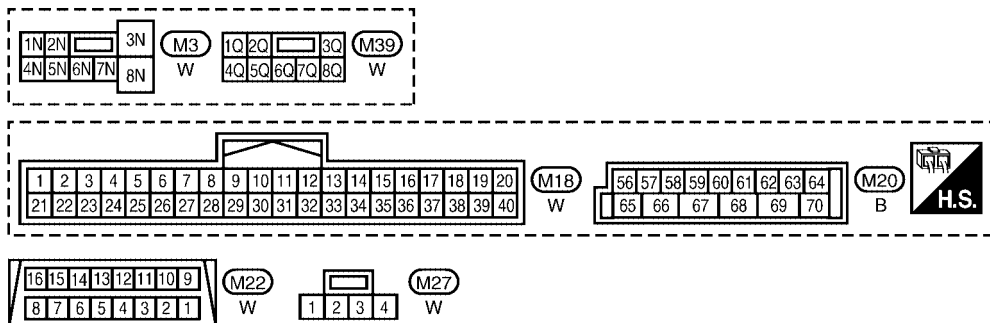 1N 2N 3N M3 1Q 2Q 3Q M39
4N 5N 6N 7N 8N W 4Q 5Q 6Q 7Q 8Q W
1 2 3 4 5 6 7 8 9 10 11 12 13 14 15 16 17 18 19 20 M18 56 57 58 59 60 61 62 63 64 M20
21 22 23 24 25 26 27 28 29 30 31 32 33 34 35 36 37 38 39 40 W 65 66 67 68 69 70 B H.S.
16 15 14 13 12 11 10 9 M22 M27
8 7 6 5 4 3 2 1 W 1 2 3 4 W